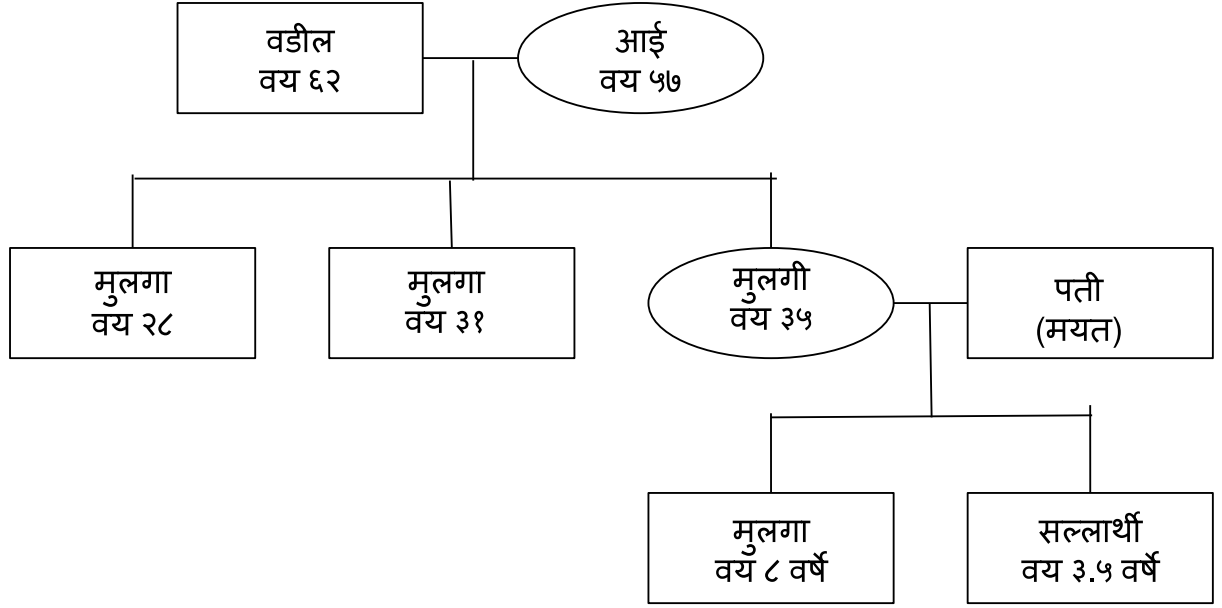 वडील
वय ६२
आई
वय ५७
मुलगा
वय २८
मुलगा
वय ३१
मुलगी
वय ३५
पती
(मयत)
मुलगा
वय ८ वर्षे
सल्लार्थी
वय ३.५ वर्षे